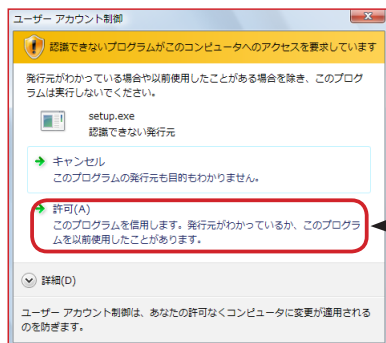 ユーザー アカウント制御
認識できないプログラムがこのコンピュータへのアクセスを要求しています
発行元がわかっている場合や以前使用したことがある場合を除き、このプログ
ラムは実行しないでください。
setup.exe
認識できない発行元
キャンセル
このプログラムの発行元も目的もわかりません。
許可(A)
このプログラムを信用します。発行元がわかっているか、このプログラ
ムを以前使用したことがあります。
詳細(D)
ユーザー アカウント制御は、あなたの許可なくコンピュータに変更が適用される
のを防ぎます。